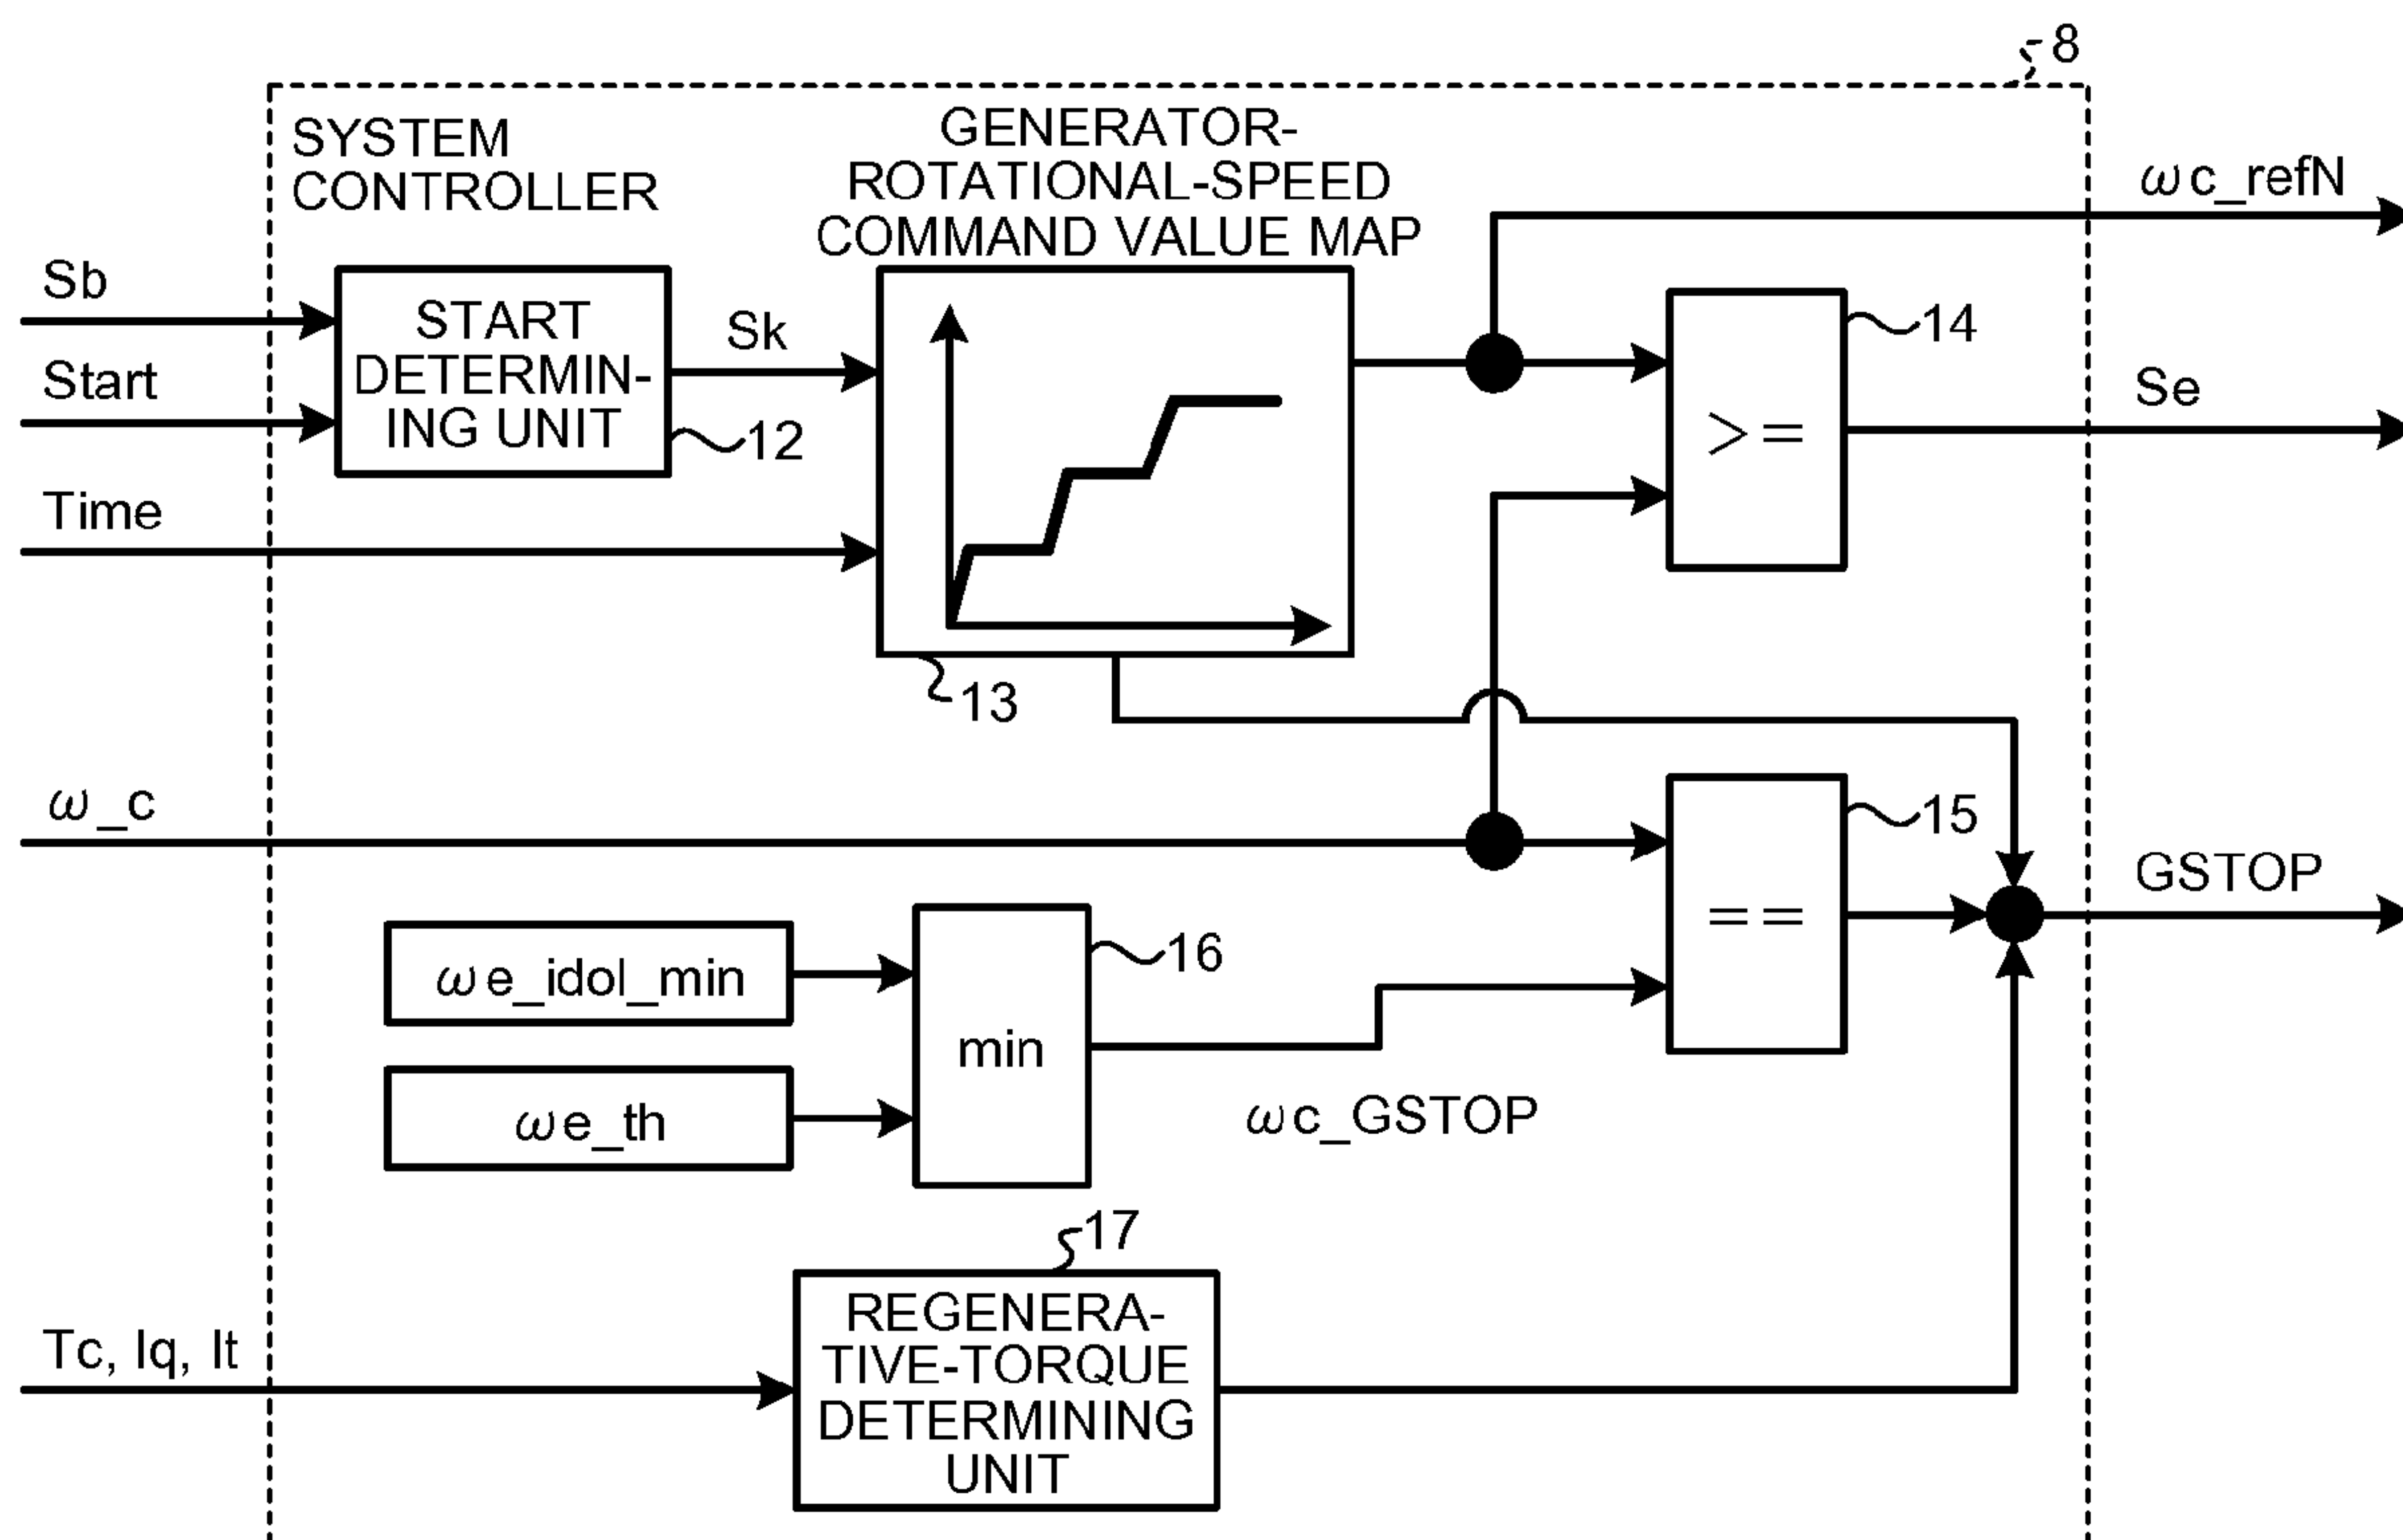 8
SYSTEM
CONTROLLER
GENERATOR-
ROTATIONAL-SPEED
COMMAND VALUE MAP
ωc_refN
Sb
START
DETERMIN-
ING UNIT
Sk
14
Start
12
>=
Se
Time
13
ω_c
15
==
GSTOP
ωe_idol_min
16
min
ωe_th
ωc_GSTOP
17
Tc, Iq, It
REGENERA-
TIVE-TORQUE
DETERMINING
UNIT